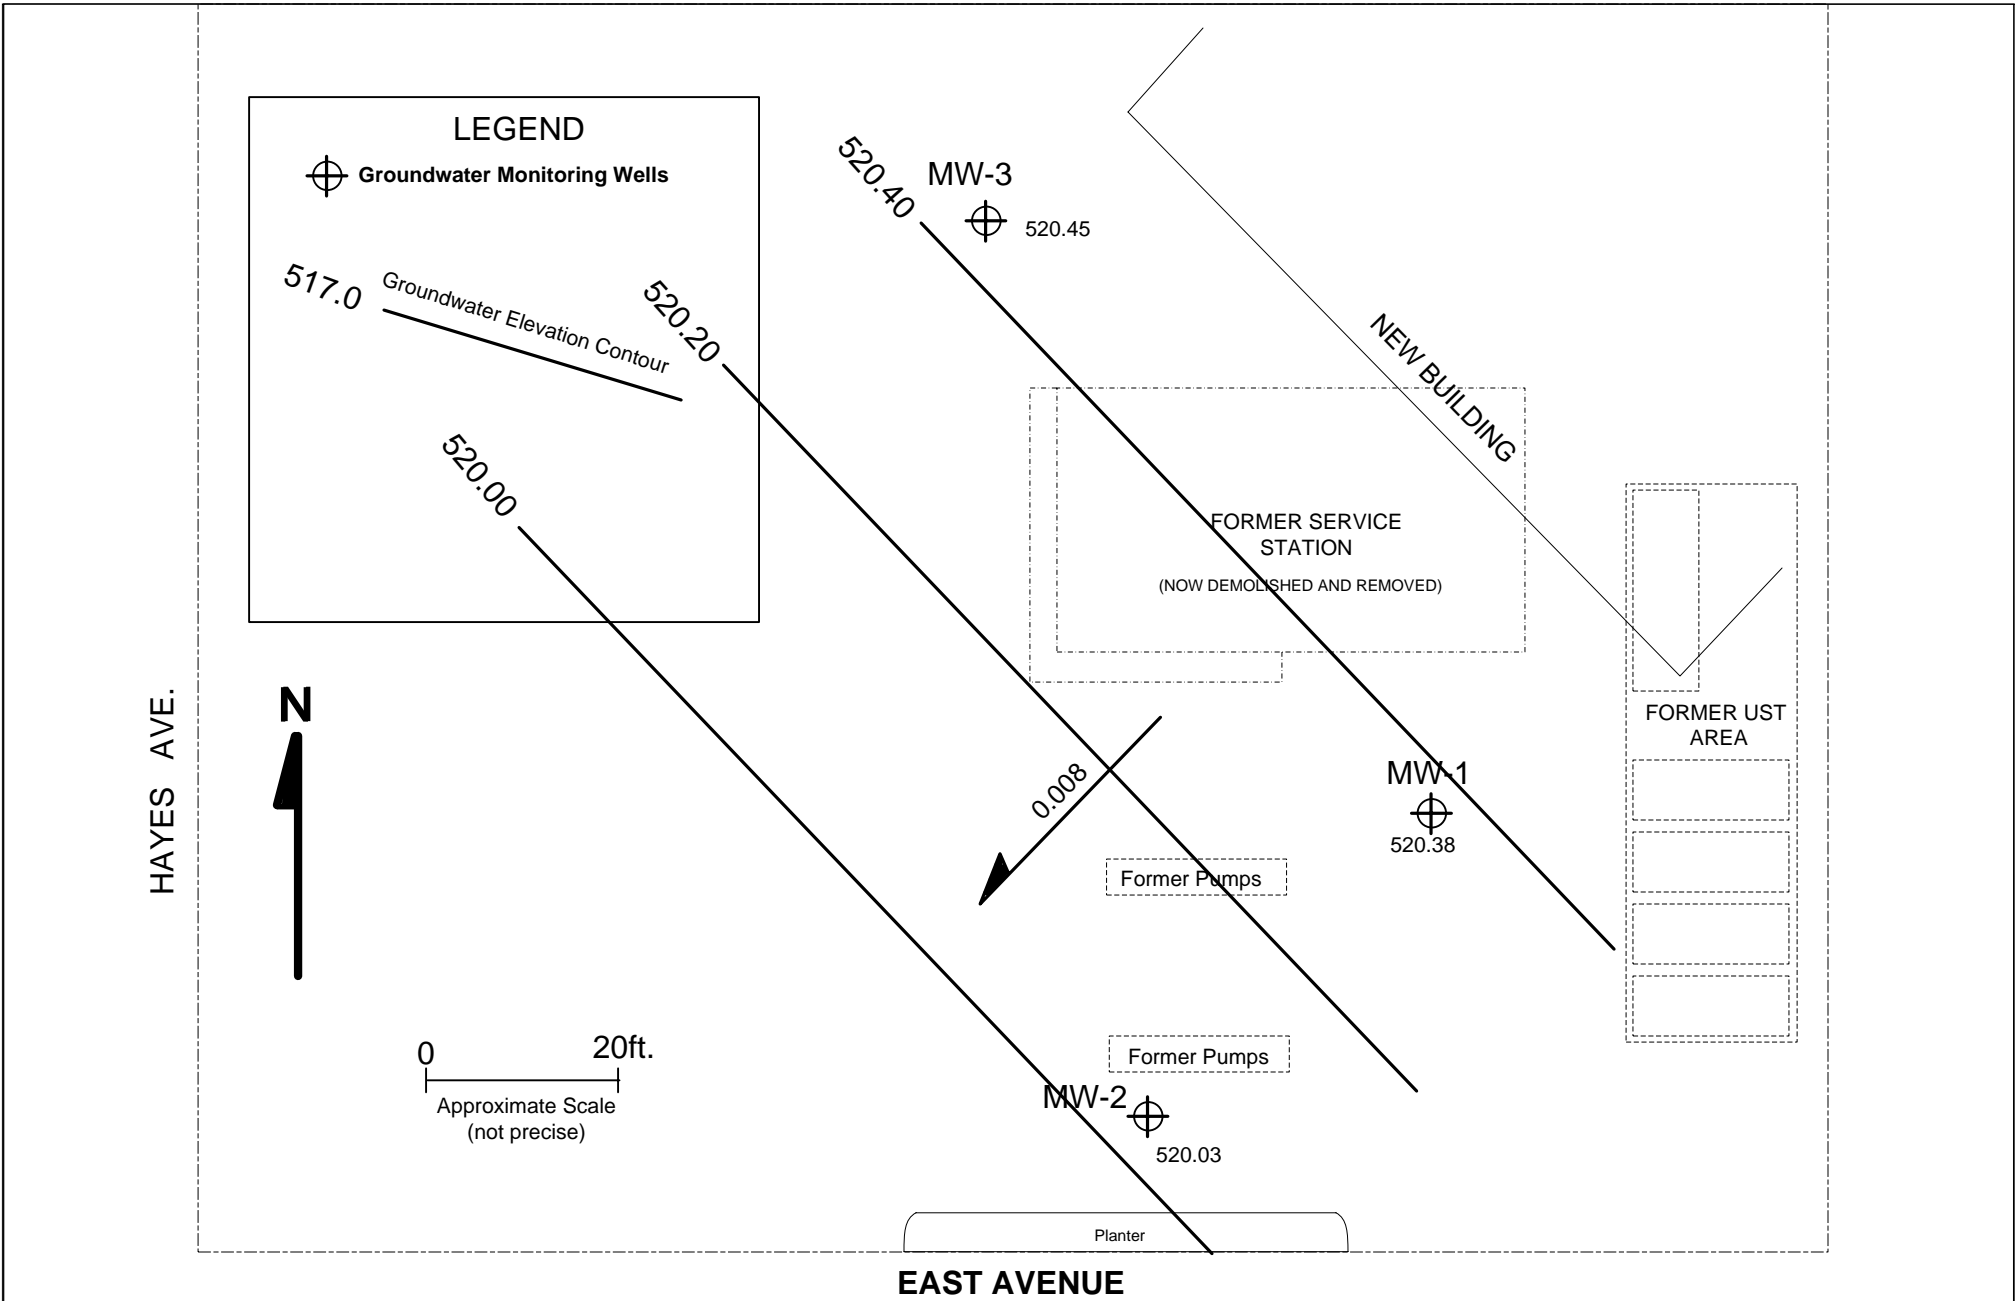 LEGEND
Groundwater Monitoring Wells
517.0
Groundwater Elevation Contour
520.40
MW-3
520.45
520.20
520.00
NEW BUILDING
FORMER SERVICE
STATION
(NOW DEMOLISHED AND REMOVED)
HAYES AVE.
N
FORMER UST
AREA
0.008
MW-1
520.38
Former Pumps
0 20ft.
Approximate Scale
(not precise)
Former Pumps
MW-2
520.03
Planter
EAST AVENUE